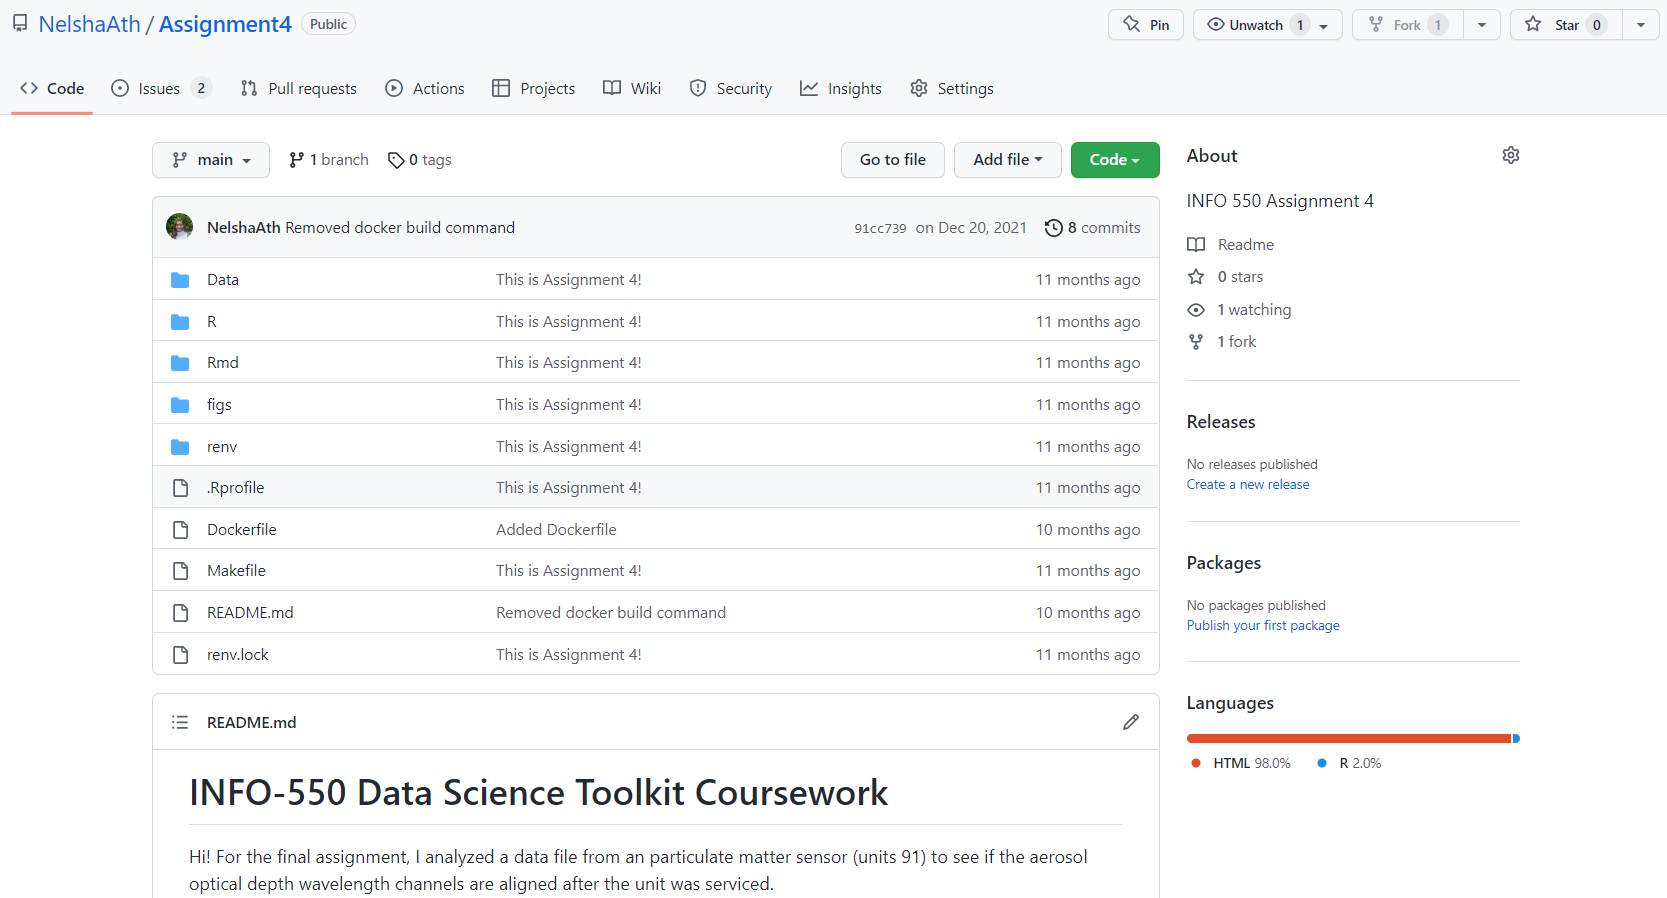 NelshaAth / Assignment4 Public Pin Unwatch 1 Fork 1 Star 0
Code Issues 2 Pull requests Actions Projects Wiki Security Insights Settings
main 1 branch 0 tags Go to file Add file Code
NelshaAth Removed docker build command 91cc739 on Dec 20, 2021 8 commits
Data This is Assignment 4! 11 months ago
R This is Assignment 4! 11 months ago
Rmd This is Assignment 4! 11 months ago
figs This is Assignment 4! 11 months ago
renv This is Assignment 4! 11 months ago
.Rprofile This is Assignment 4! 11 months ago
Dockerfile Added Dockerfile 10 months ago
Makefile This is Assignment 4! 11 months ago
README.md Removed docker build command 10 months ago
renv.lock This is Assignment 4! 11 months ago
README.md
INFO-550 Data Science Toolkit Coursework
Hi! For the final assignment, I analyzed a data file from an particulate matter sensor (units 91) to see if the aerosol
optical depth wavelength channels are aligned after the unit was serviced.
About
INFO 550 Assignment 4
Readme
0 stars
1 watching
1 fork
Releases
No releases published
Create a new release
Packages
No packages published
Publish your first package
Languages
HTML 98.0% R 2.0%